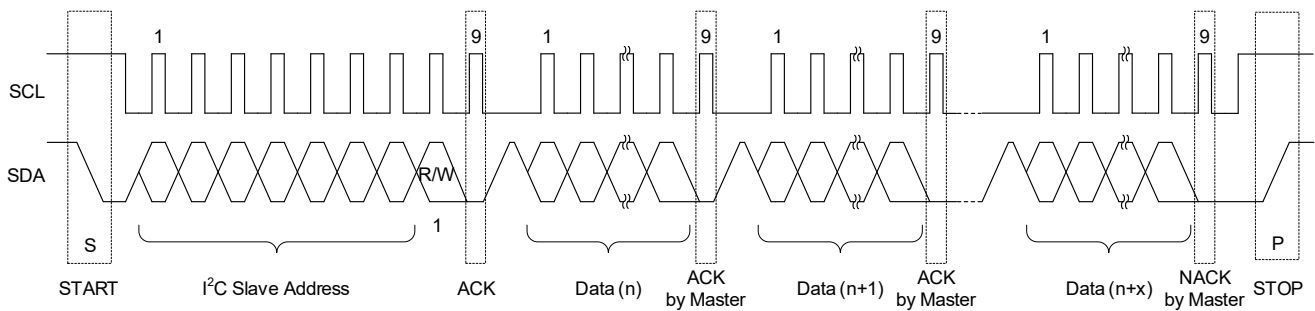 1 9 1 9 1 9 1 9
SCL
SDA
R/W
1
S P
START I²C Slave Address ACK Data (n) ACK by Master Data (n+1) ACK by Master Data (n+x) NACK by Master STOP